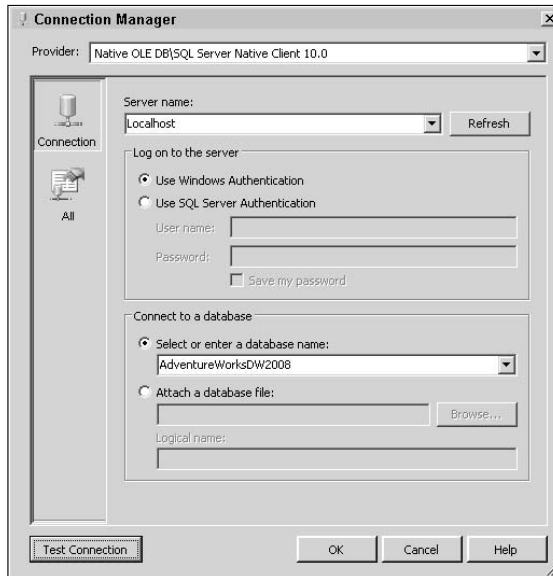 Connection Manager
Provider: Native OLE DB\SQL Server Native Client 10.0
Connection
All
Server name:
Localhost
Refresh
Log on to the server
Use Windows Authentication
Use SQL Server Authentication
User name:
Password:
Save my password
Connect to a database
Select or enter a database name:
AdventureWorksDW2008
Attach a database file:
Browse...
Logical name:
Test Connection OK Cancel Help